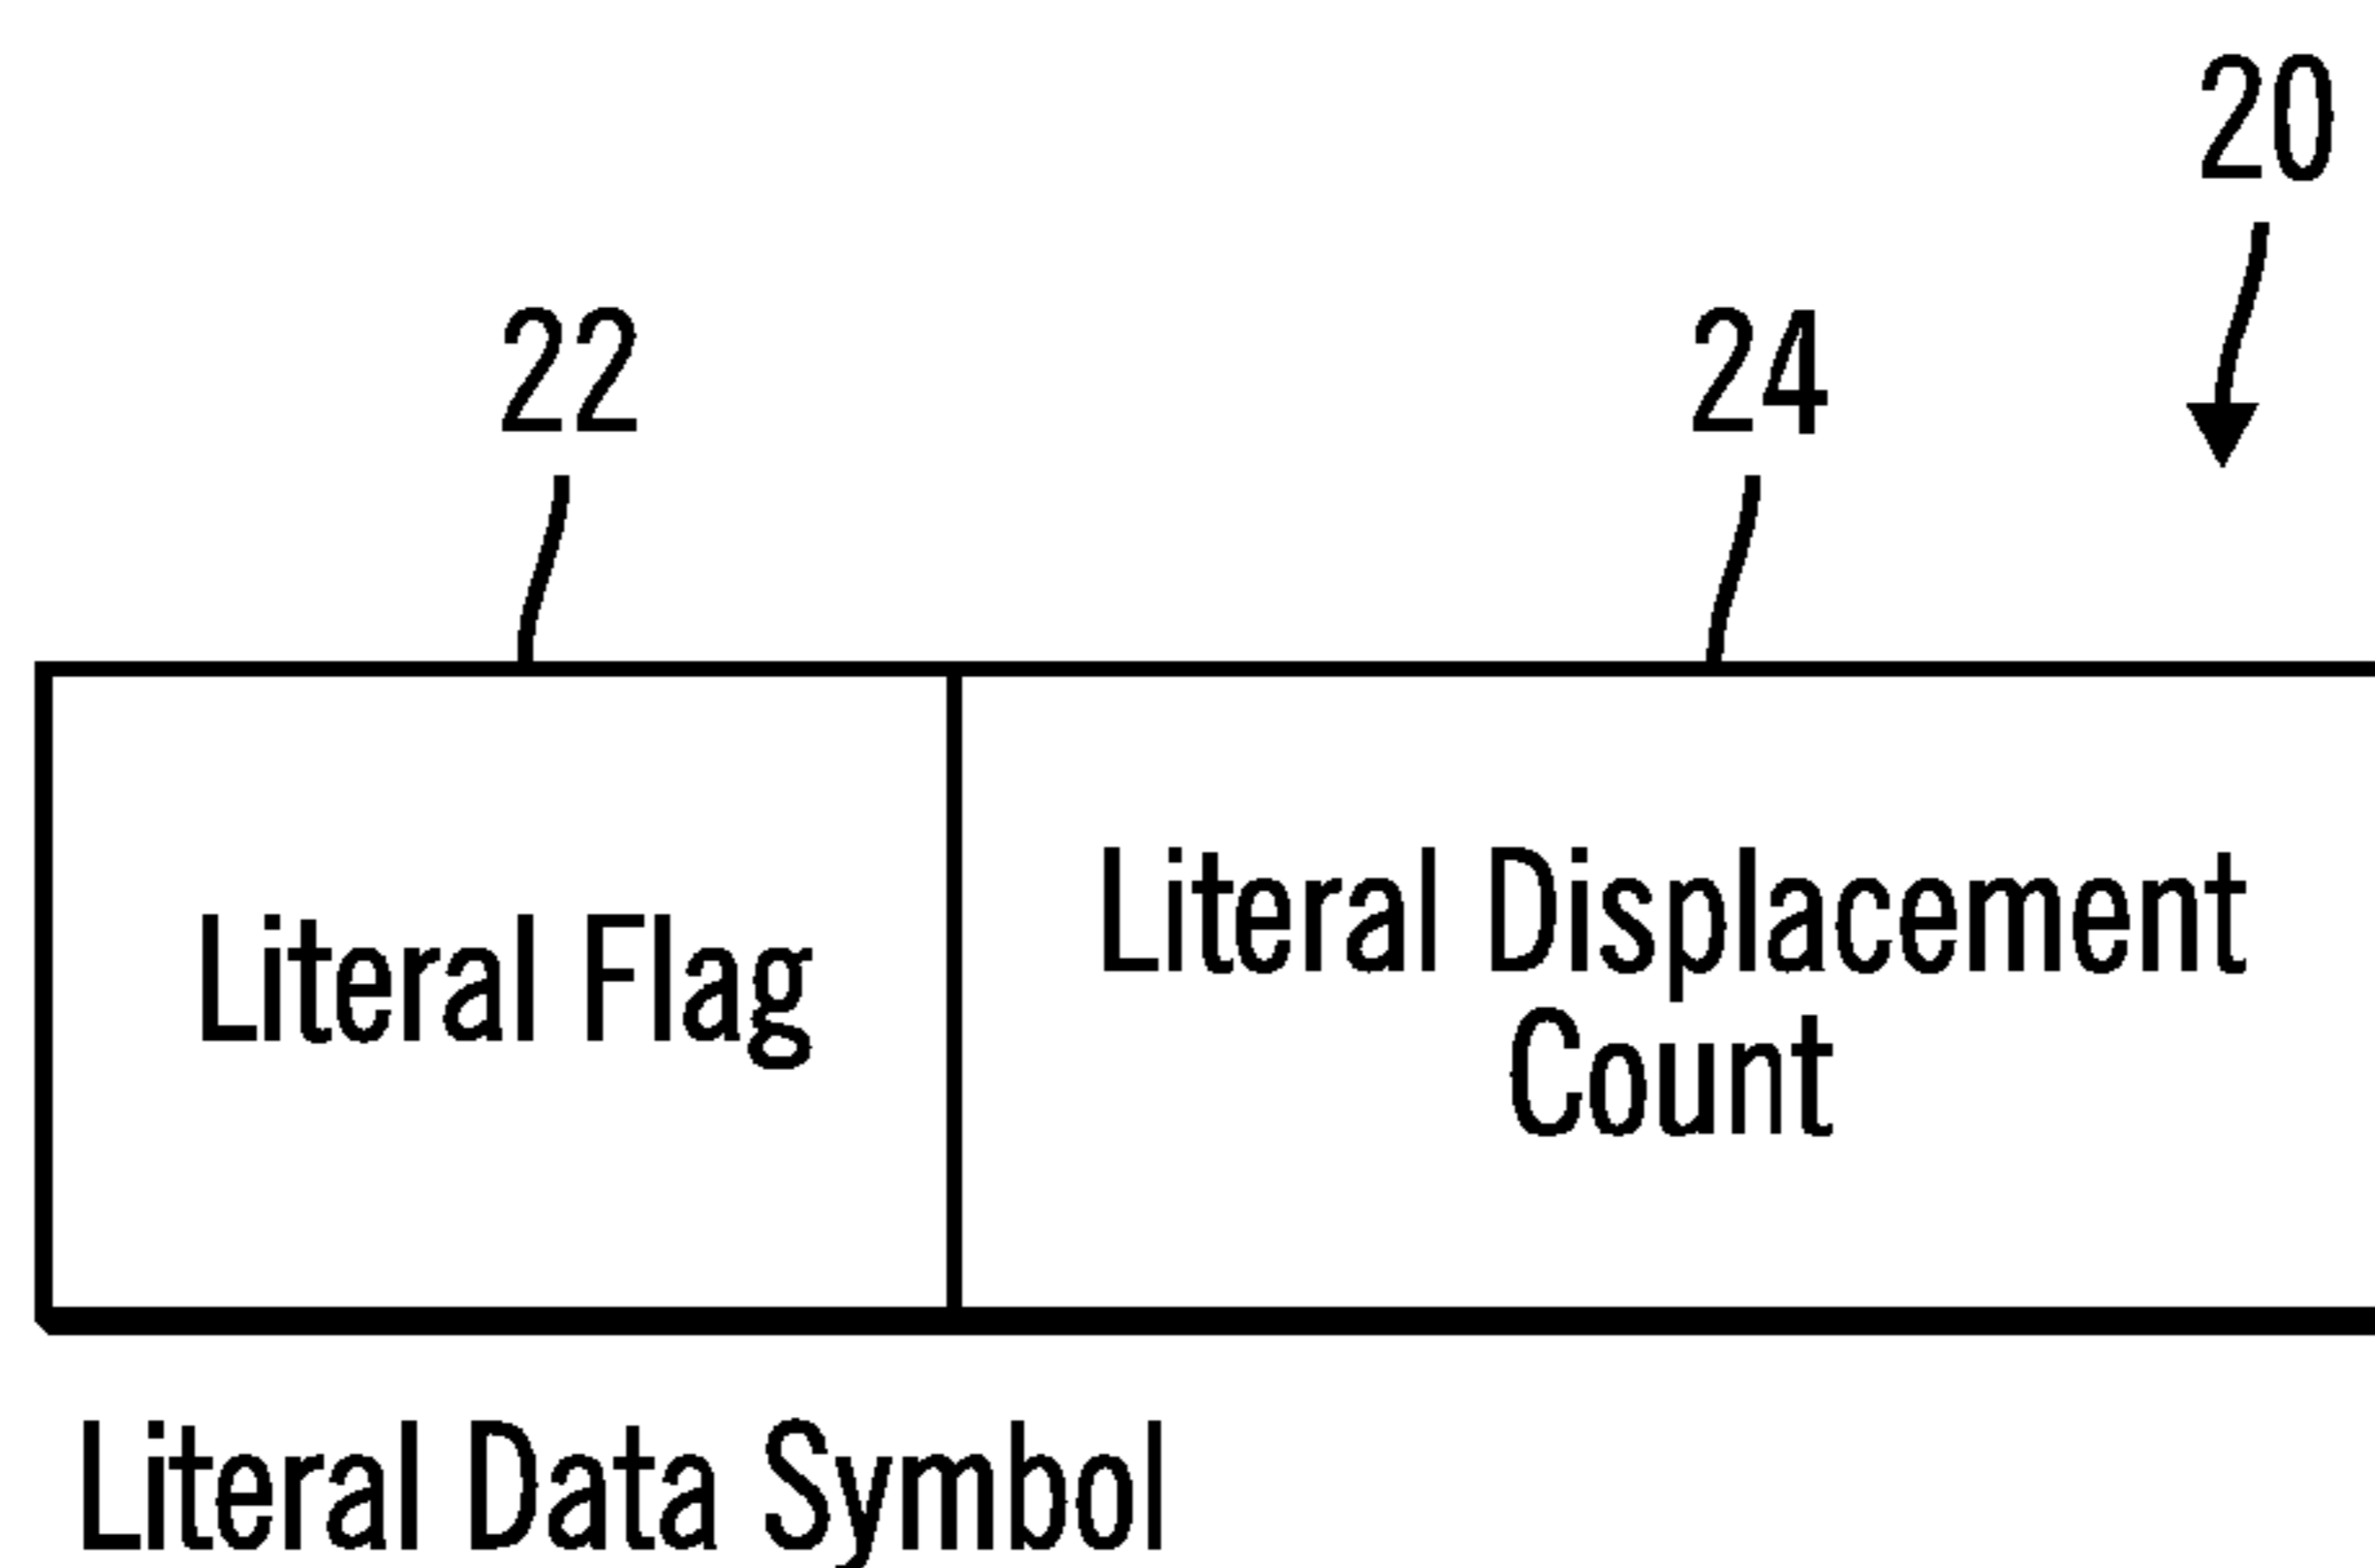 20
22 24
Literal Flag
Literal Displacement
Count
Literal Data Symbol